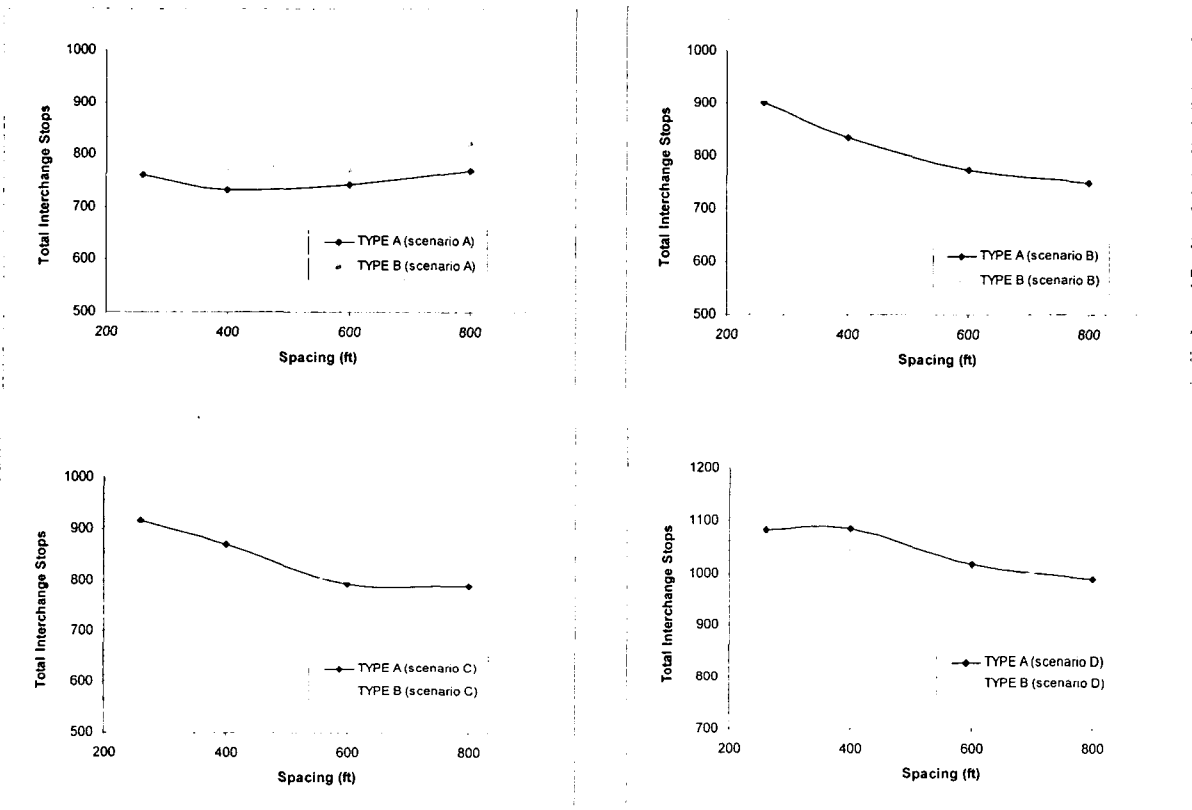 1000
900
800
700
600
500
200
400
600
800
Total Interchange Stops
Spacing (ft)
TYPE A (scenario A)
TYPE B (scenario A)
1000
900
800
700
600
500
200
400
600
800
Total Interchange Stops
Spacing (ft)
TYPE A (scenario B)
TYPE B (scenario B)
1000
900
800
700
600
500
200
400
600
800
Total Interchange Stops
Spacing (ft)
TYPE A (scenario C)
TYPE B (scenario C)
1200
1100
1000
900
800
700
200
400
600
800
Total Interchange Stops
Spacing (ft)
TYPE A (scenario D)
TYPE B (scenario D)